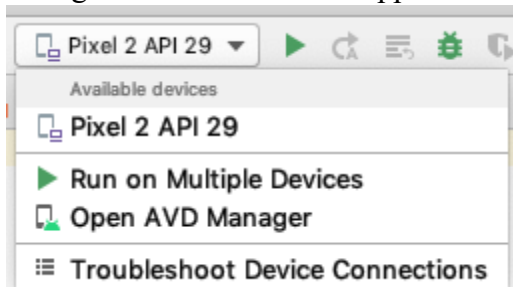 Pixel 2 API 29
Available devices
Pixel 2 API 29
Run on Multiple Devices
Open AVD Manager
Troubleshoot Device Connections